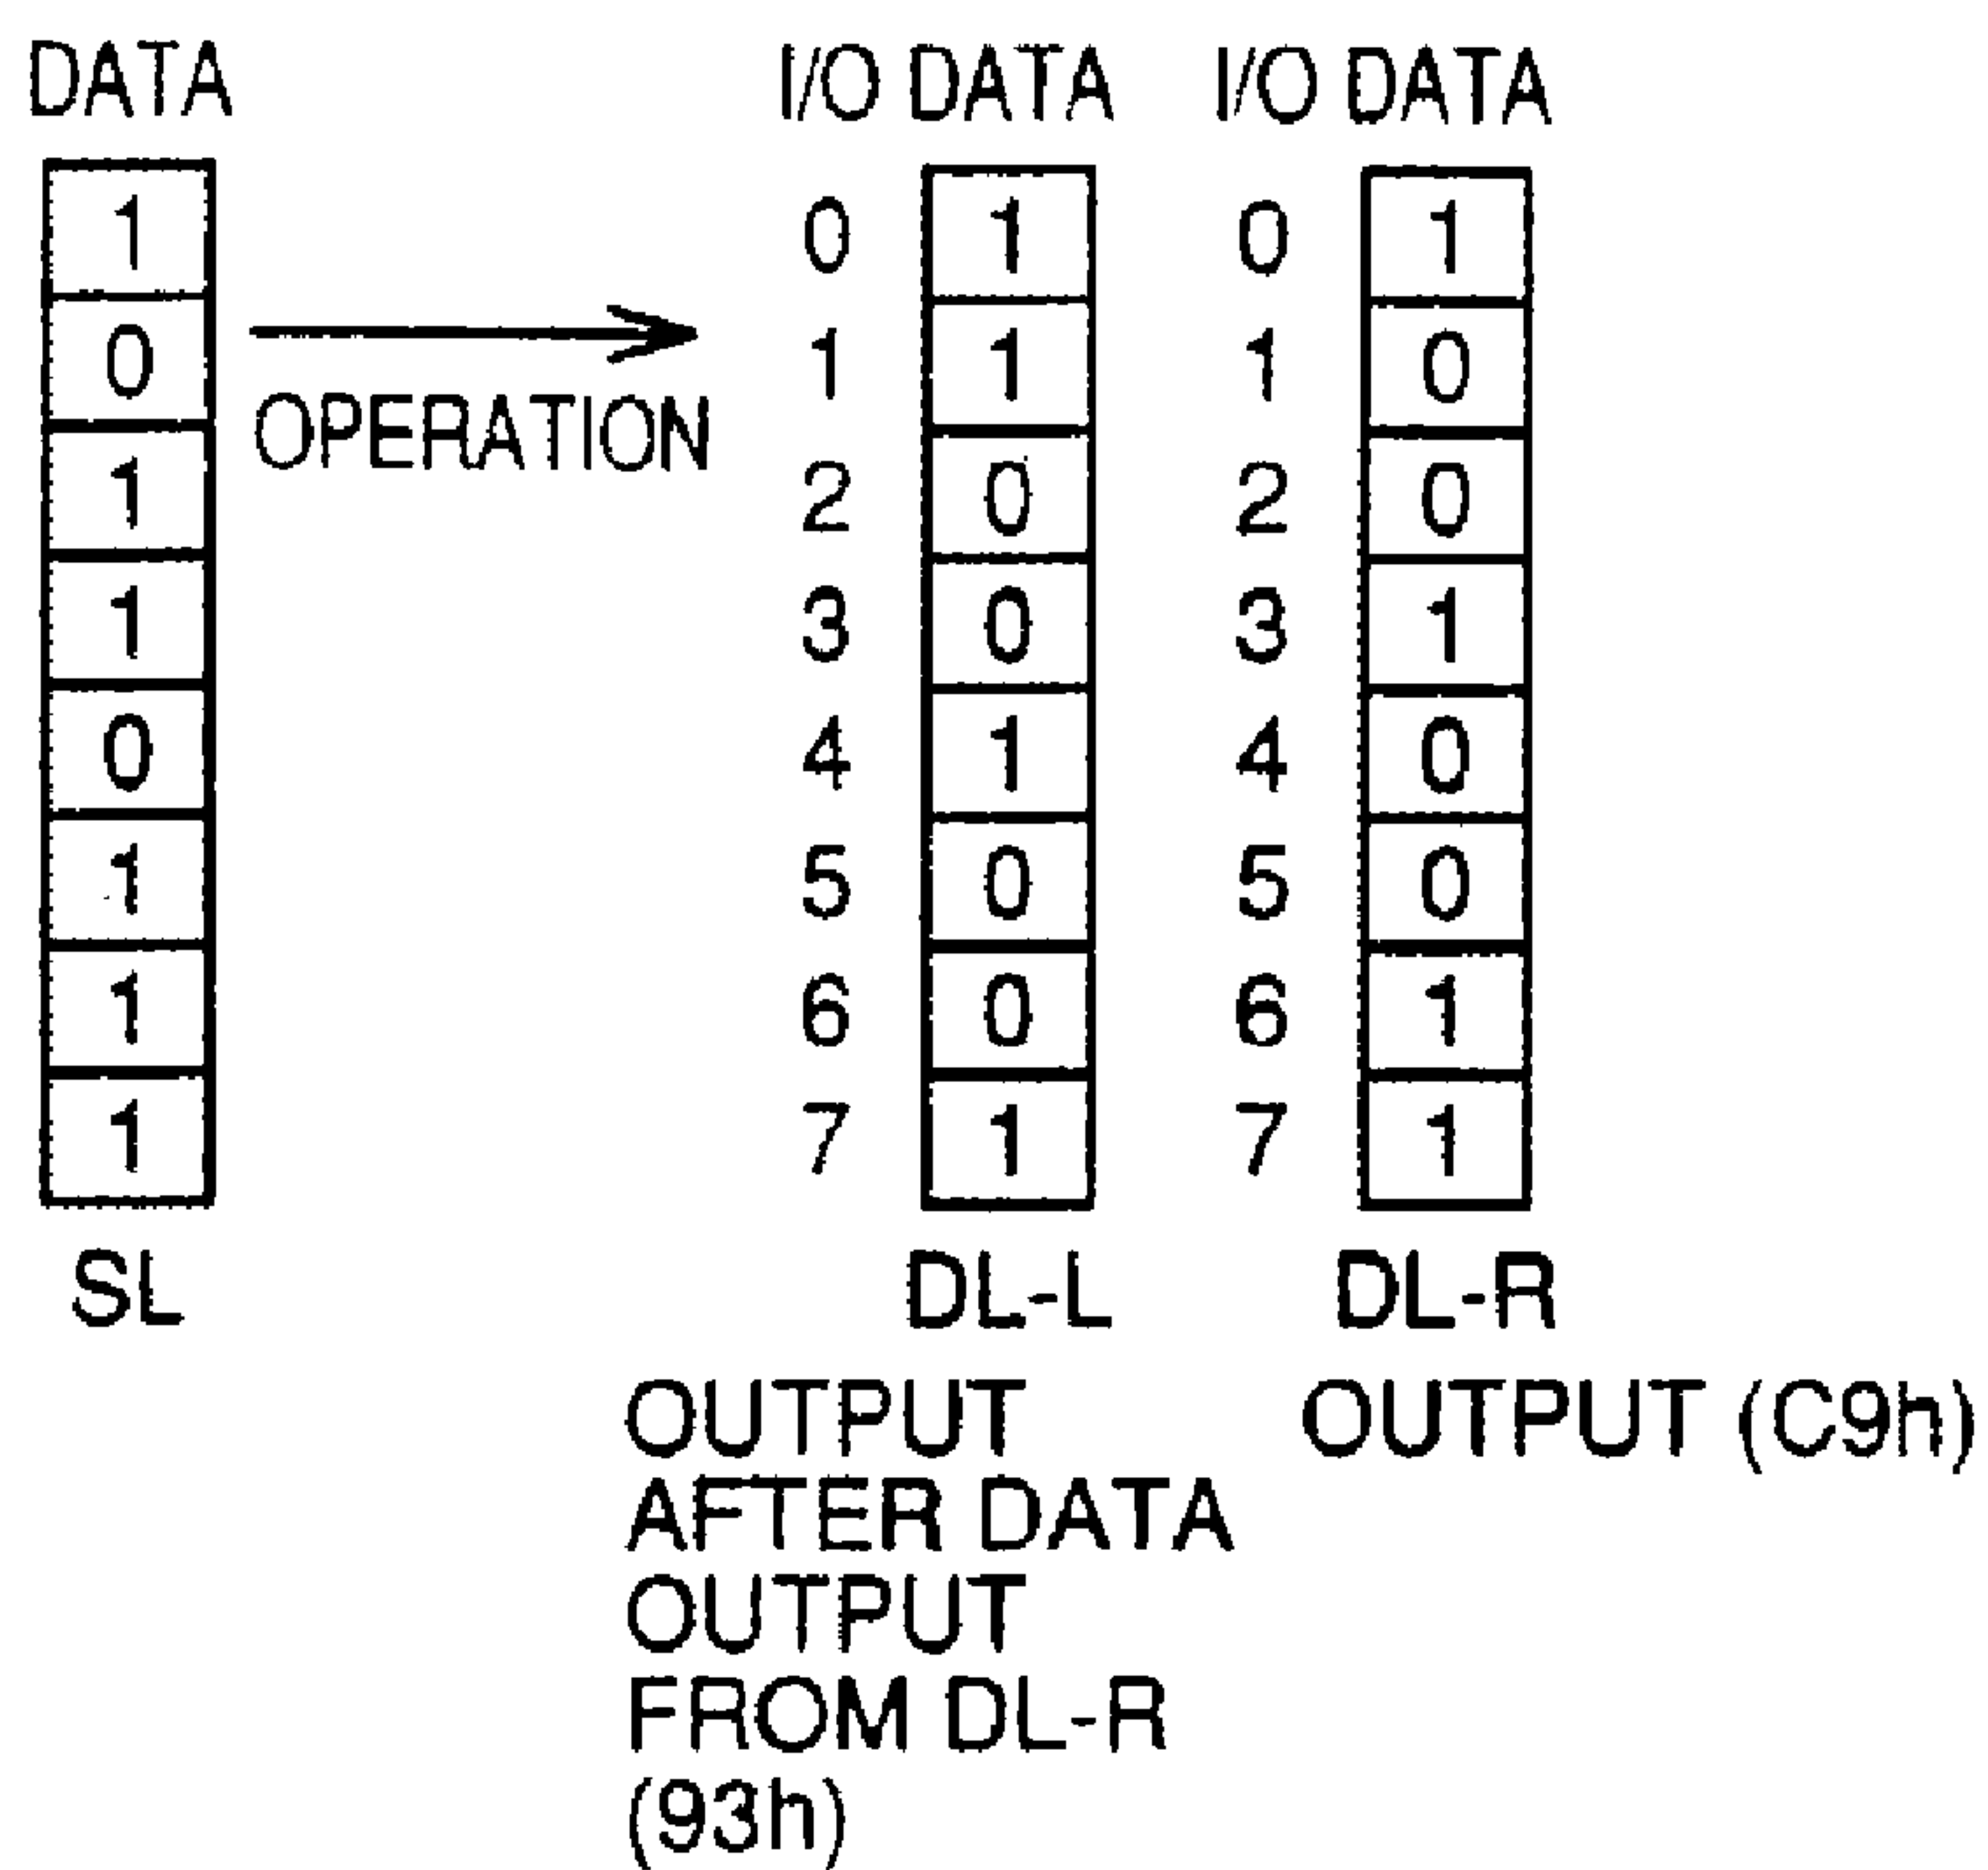 DATA I/O DATA I/O DATA
1 0 1 0 1
0 1 1 1 0
OPERATION
1 2 0 2 0
1 3 0 3 1
0 4 1 4 0
1 5 0 5 0
1 6 0 6 1
1 7 1 7 1
SL DL-L DL-R
OUTPUT OUTPUT (C9h)
AFTER DATA
OUTPUT
FROM DL-R
(93h)